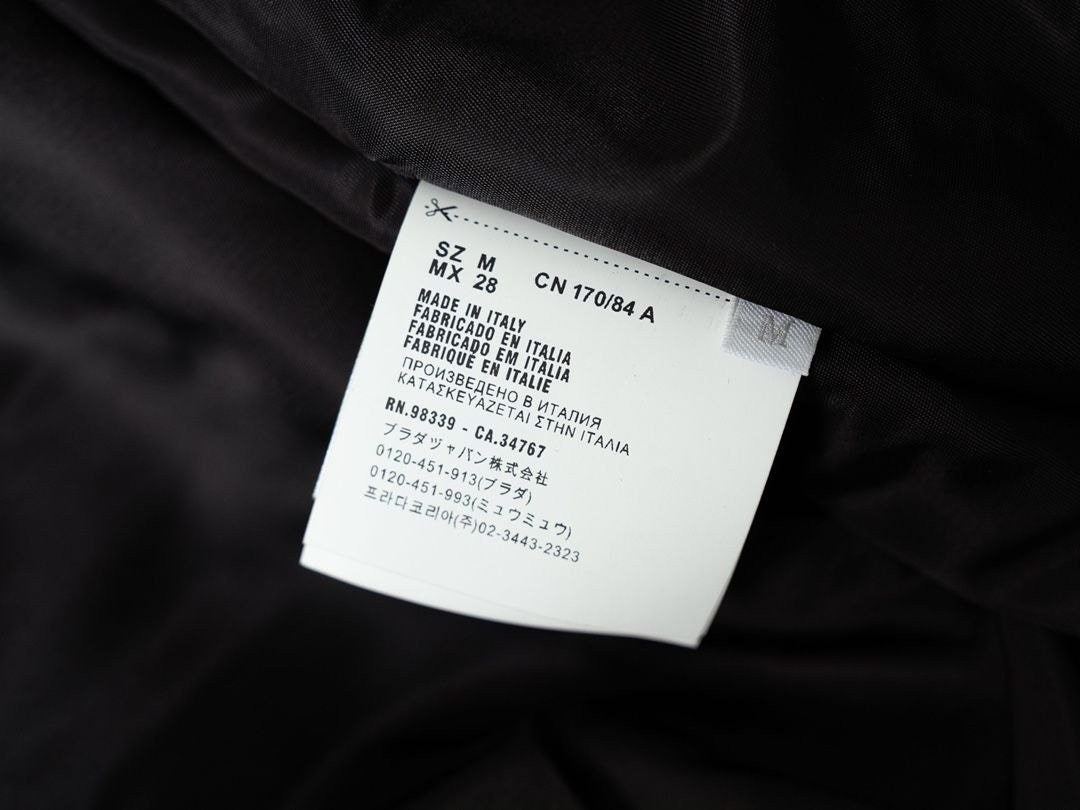 SZ M
MX 28
CN 170/84 A
M
MADE IN ITALY
FABRICADO EN ITALIA
FABRICADO EM ITALIA
FABRIQUÉ EN ITALIE
ПРОИЗВЕДЕНО В ИТАЛИЯ
ΚΑΤΑΣΚΕΥΑΖΕΤΑΙ ΣΤΗΝ ΙΤΑΛΙΑ
RN.98339 - CA.34767
プラダヅャパン株式会社
0120-451-913(プラダ)
0120-451-993(ミュウミュウ)
프라다코리아(주)02-3443-2323